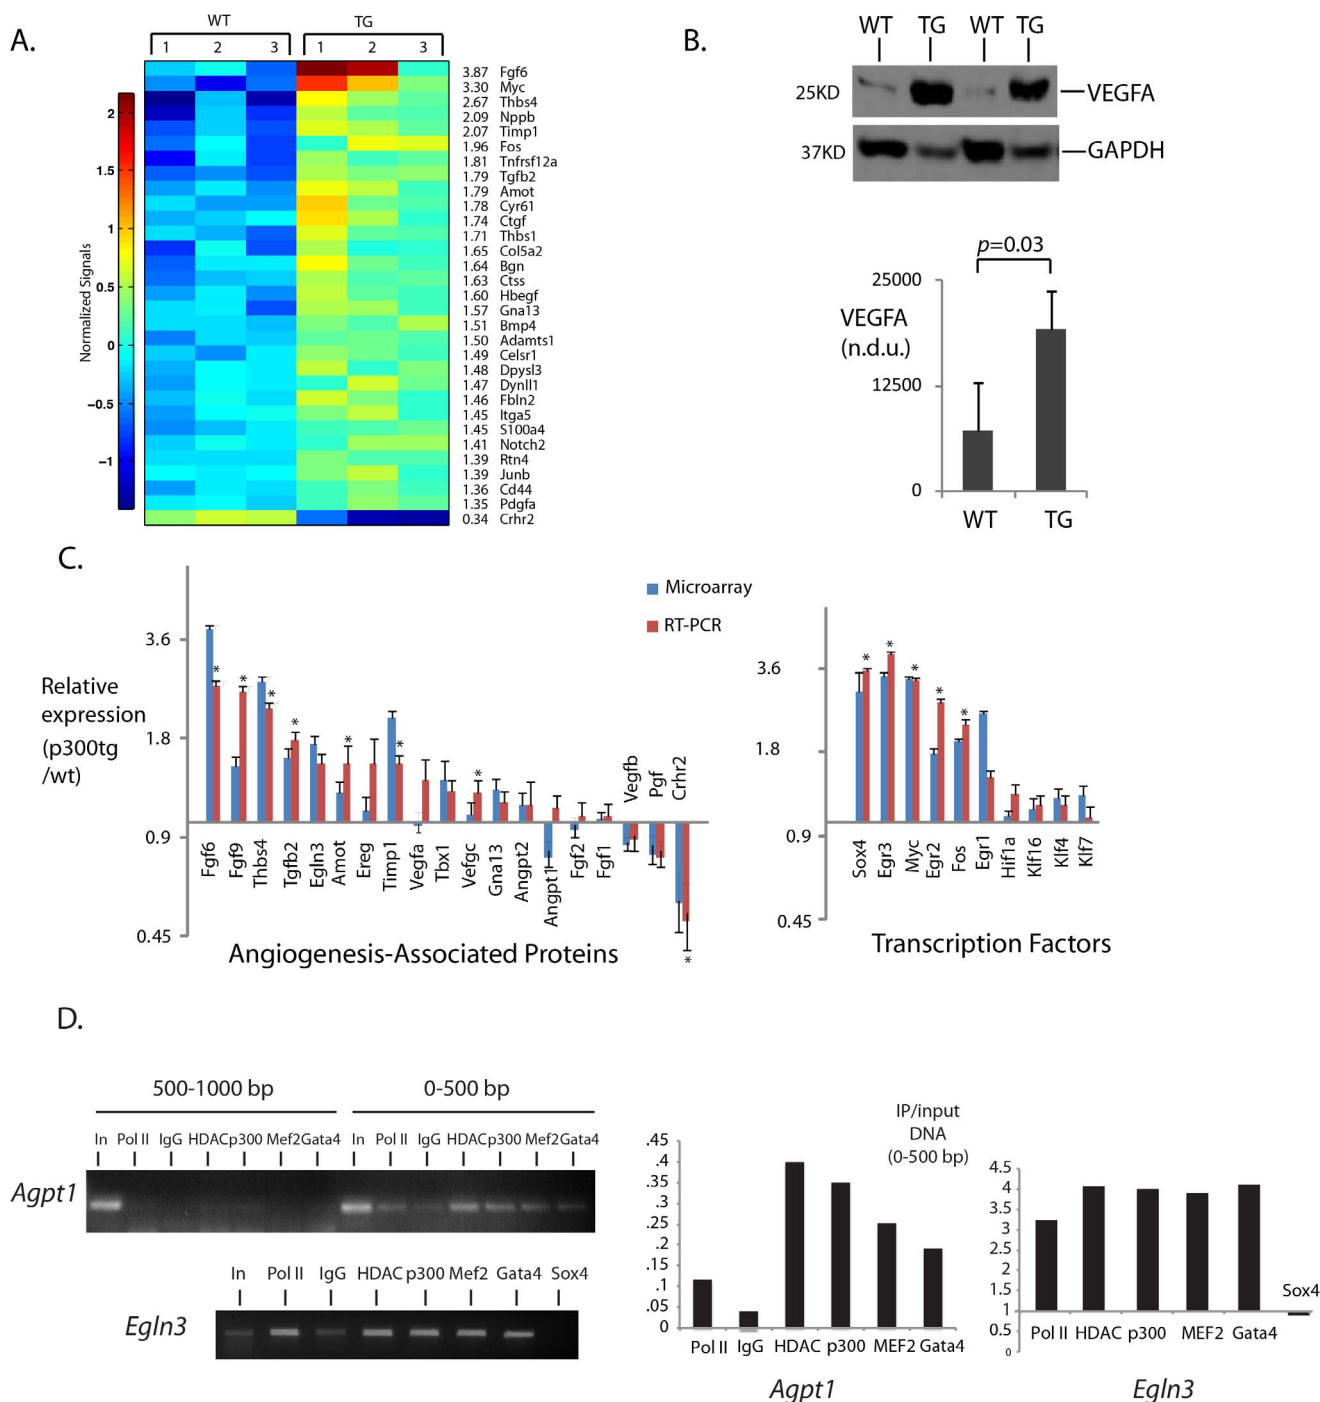 A.
WT
TG
1 2 3 1 2 3
2
1.5
1
0.5
0
−0.5
−1
Normalized Signals
3.87 Fgf6
3.30 Myc
2.67 Thbs4
2.09 Nppb
2.07 Timp1
1.96 Fos
1.81 Tnfrsf12a
1.79 Tgfb2
1.79 Amot
1.78 Cyr61
1.74 Ctgf
1.71 Thbs1
1.65 Col5a2
1.64 Bgn
1.63 Ctss
1.60 Hbegf
1.57 Gna13
1.51 Bmp4
1.50 Adamts1
1.49 Celsr1
1.48 Dpysl3
1.47 Dynll1
1.46 Fbln2
1.45 Itga5
1.45 S100a4
1.41 Notch2
1.39 Rtn4
1.39 Junb
1.36 Cd44
1.35 Pdgfa
0.34 Crhr2
B.
WT TG WT TG
25KD
VEGFA
37KD
GAPDH
p=0.03
VEGFA
(n.d.u.)
25000
12500
0
WT TG
C.
Microarray
RT-PCR
Relative
expression
(p300tg
/wt)
3.6
1.8
0.9
0.45
* * * * * * * *
*
Fgf6
Fgf9
Thbs4
Tgfb2
Egln3
Amot
Ereg
Timp1
Vegfa
Tbx1
Vefgc
Gna13
Angpt2
Angpt1
Fgf2
Fgf1
Vegfb
Pgf
Crhr2
Angiogenesis-Associated Proteins
3.6
1.8
0.9
0.45
* * * * *
Sox4
Egr3
Myc
Egr2
Fos
Egr1
Hif1a
Klf16
Klf4
Klf7
Transcription Factors
D.
500-1000 bp
0-500 bp
In Pol II IgG HDACp300 Mef2Gata4 In Pol II IgG HDACp300 Mef2Gata4
Agpt1
In Pol II IgG HDAC p300 Mef2 Gata4 Sox4
Egln3
IP/input
DNA
(0-500 bp)
.45
.4
.35
.3
.25
.2
.15
.1
.05
0
Pol II IgG HDAC p300 MEF2 Gata4
Agpt1
4.5
4
3.5
3
2.5
2
1.5
1
0.5
0
Sox4
Pol II HDAC p300 MEF2 Gata4
Egln3